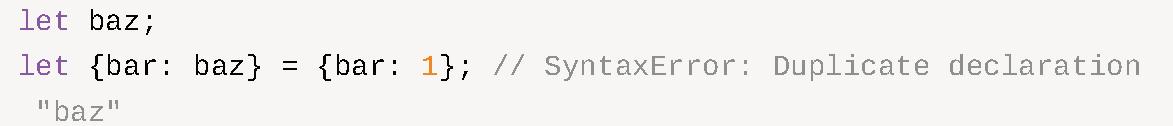 let baz;
let {bar: baz} = {bar: 1}; // SyntaxError: Duplicate declaration
"baz"